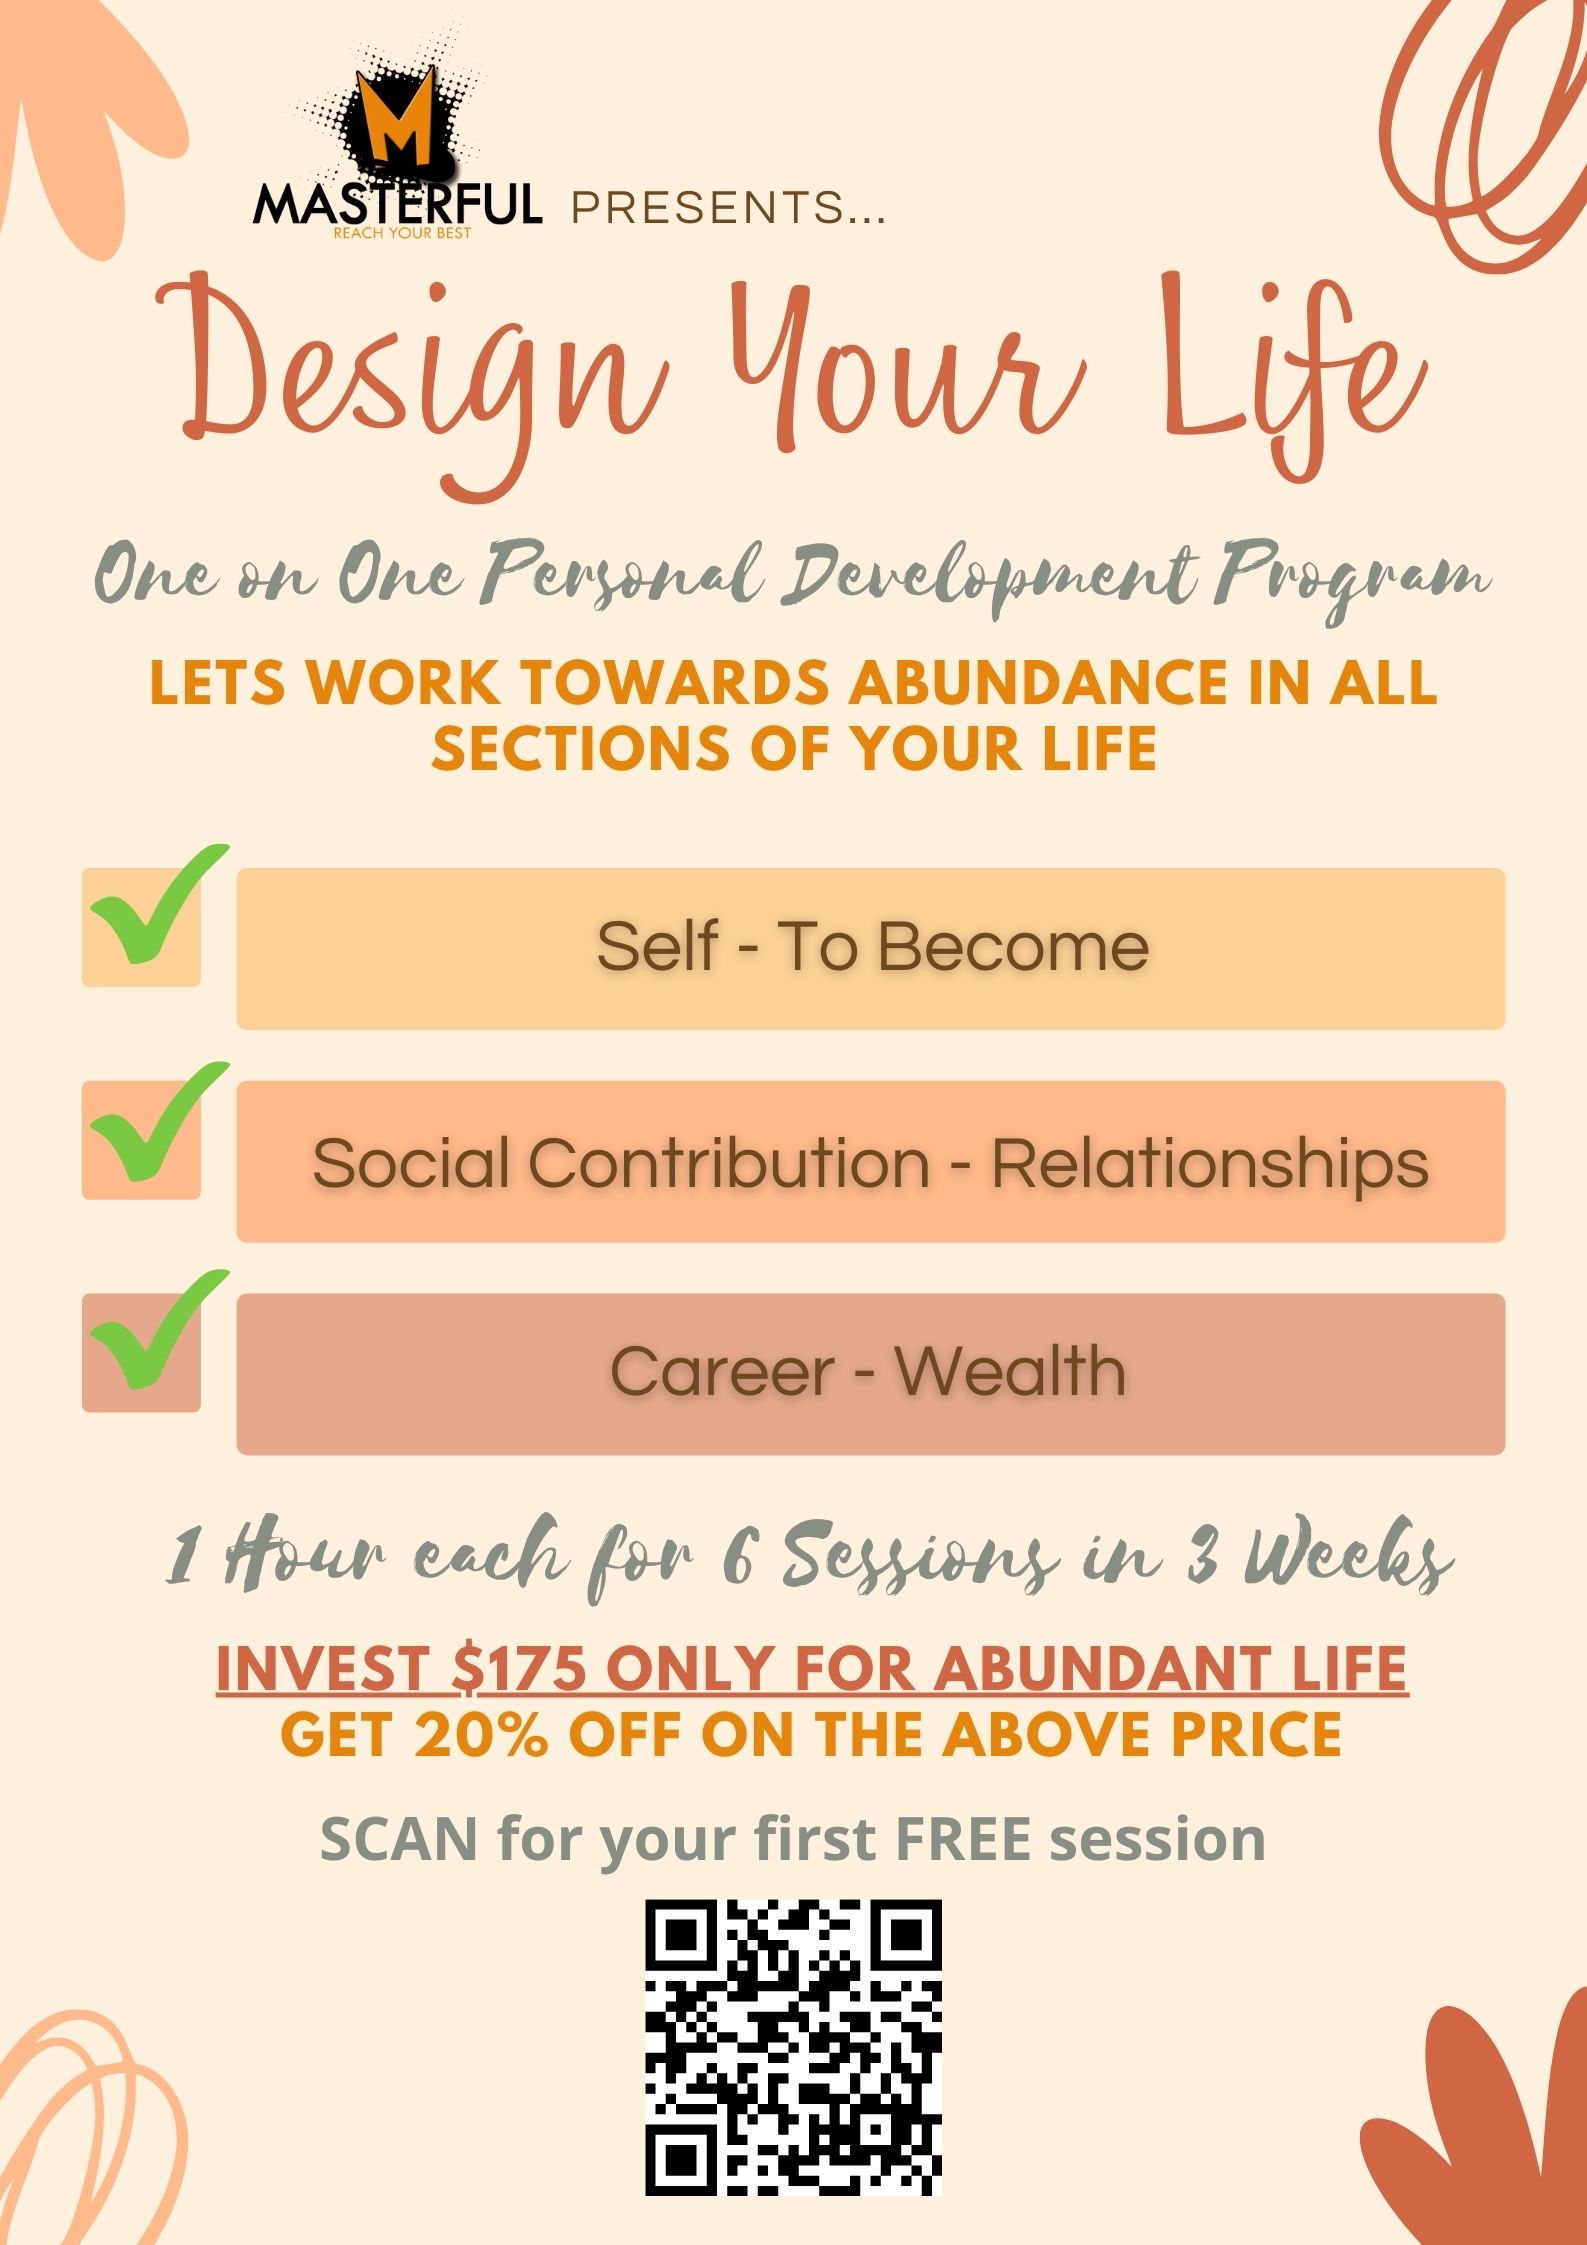 M
MASTERFUL PRESENTS...
REACH YOUR BEST
Design Your Life
One on One Personal Development Program
LETS WORK TOWARDS ABUNDANCE IN ALL
SECTIONS OF YOUR LIFE
Self - To Become
Social Contribution - Relationships
Career - Wealth
1 Hour each for 6 Sessions in 3 Weeks
INVEST $175 ONLY FOR ABUNDANT LIFE
GET 20% OFF ON THE ABOVE PRICE
SCAN for your first FREE session